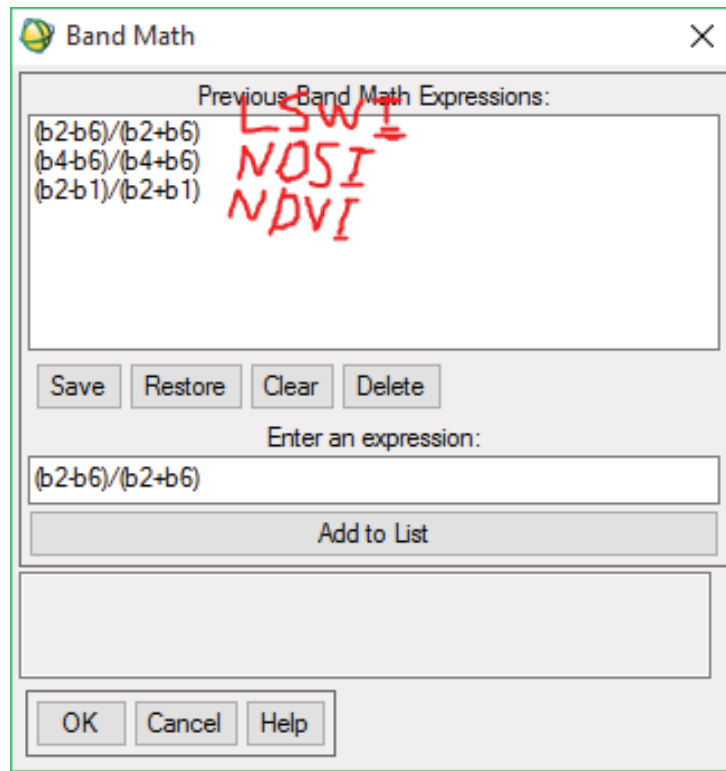 Band Math
Previous Band Math Expressions:
(b2-b6)/(b2+b6) LSWI
(b4-b6)/(b4+b6) NDSI
(b2-b1)/(b2+b1) NDVI
Save Restore Clear Delete
Enter an expression:
(b2-b6)/(b2+b6)
Add to List
OK Cancel Help